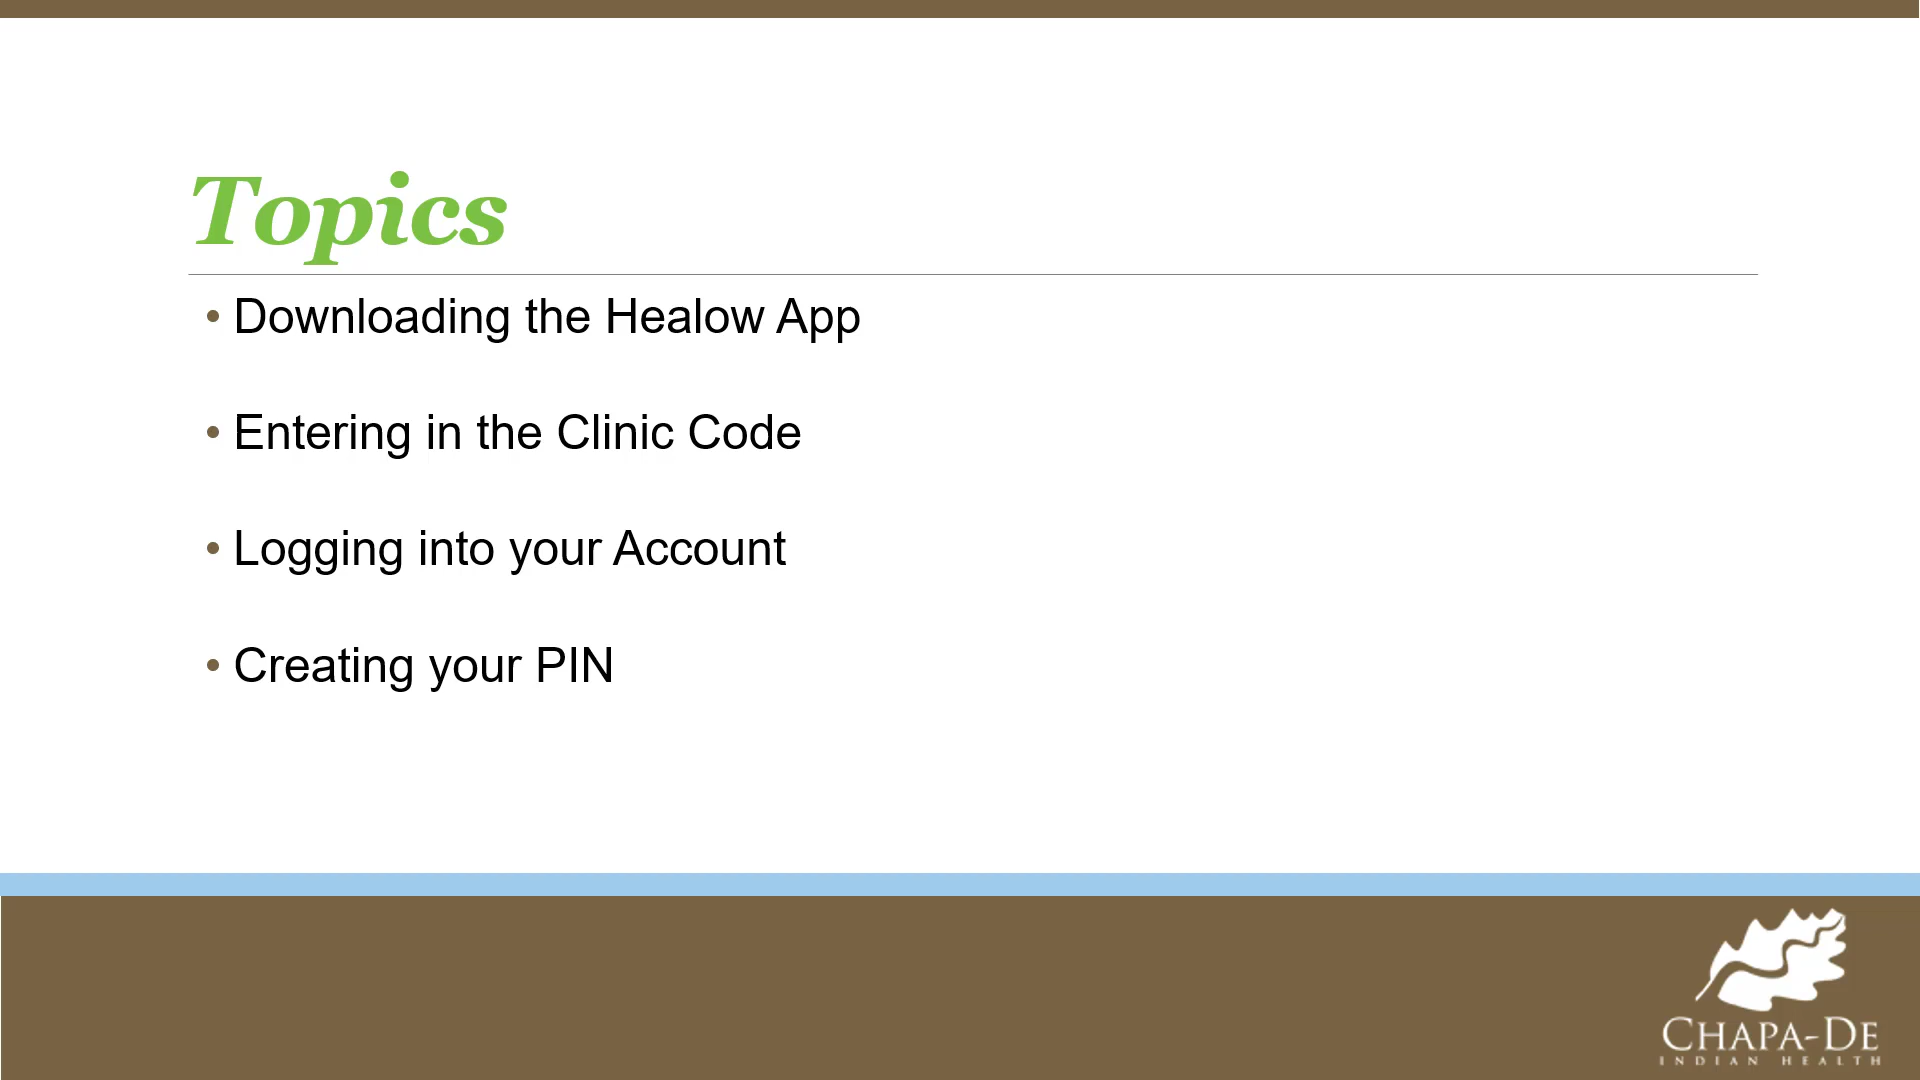 Topics
• Downloading the Healow App
• Entering in the Clinic Code
• Logging into your Account
• Creating your PIN
CHAPA-DE
INDIAN HEALTH